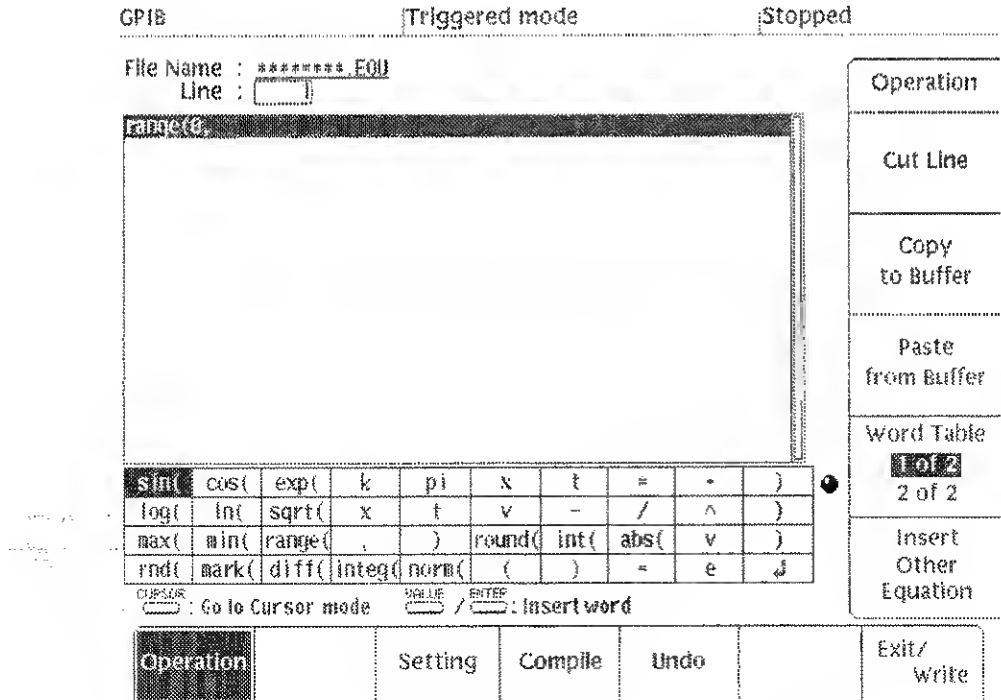 GPIB Triggered mode Stopped
File Name : ********.EQU
Line : 1
range(0,
sin( cos( exp( k pi x t = )
log( ln( sqrt( x t v - / ^ )
max( min( range( , ) round( int( abs( v )
rnd( mark( diff( integ( norm( ( ) e ↲
CURSOR : Go to Cursor mode VALUE / ENTER : Insert word
Operation Setting Compile Undo Exit/
Write
Operation
Cut Line
Copy
to Buffer
Paste
from Buffer
Word Table
1 of 2
2 of 2
Insert
Other
Equation